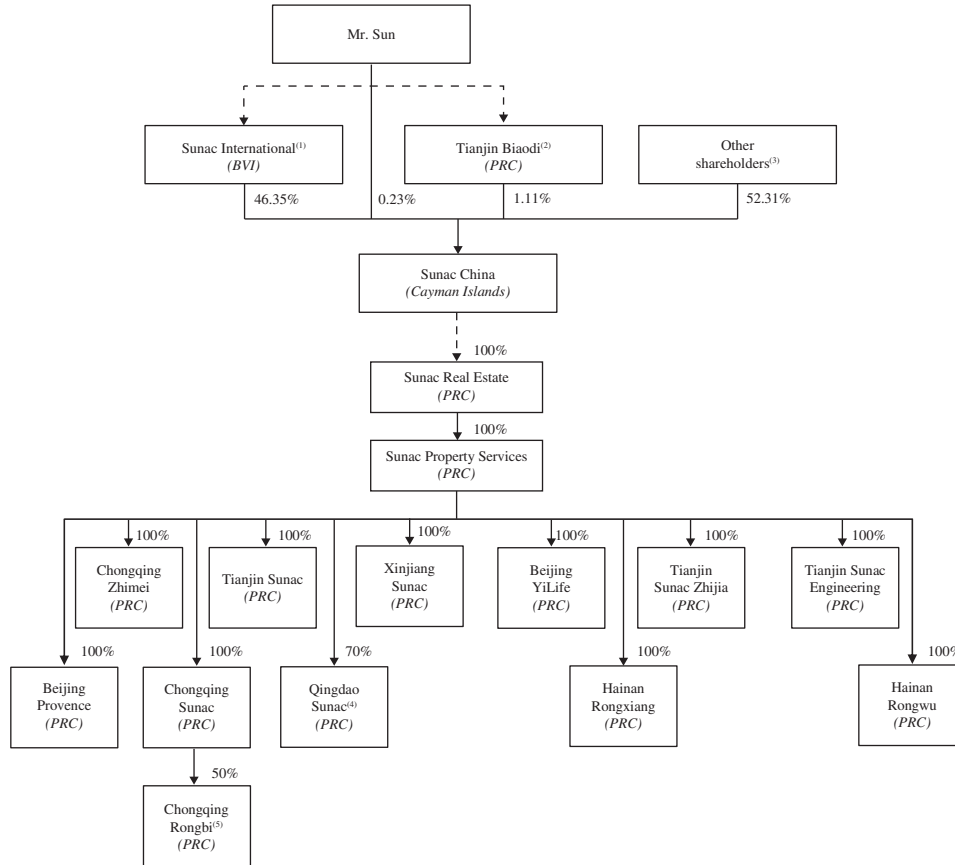 Mr. Sun
Sunac International(1)
(BVI)
Tianjin Biaodi(2)
(PRC)
Other
shareholders(3)
46.35%
0.23%
1.11%
52.31%
Sunac China
(Cayman Islands)
100%
Sunac Real Estate
(PRC)
100%
Sunac Property Services
(PRC)
100%
100%
100%
100%
100%
100%
Chongqing
Zhimei
(PRC)
Tianjin Sunac
(PRC)
Xinjiang
Sunac
(PRC)
Beijing
YiLife
(PRC)
Tianjin
Sunac Zhijia
(PRC)
Tianjin Sunac
Engineering
(PRC)
100%
100%
70%
100%
100%
Beijing
Provence
(PRC)
Chongqing
Sunac
(PRC)
Qingdao
Sunac(4)
(PRC)
Hainan
Rongxiang
(PRC)
Hainan
Rongwu
(PRC)
50%
Chongqing
Rongbi(5)
(PRC)